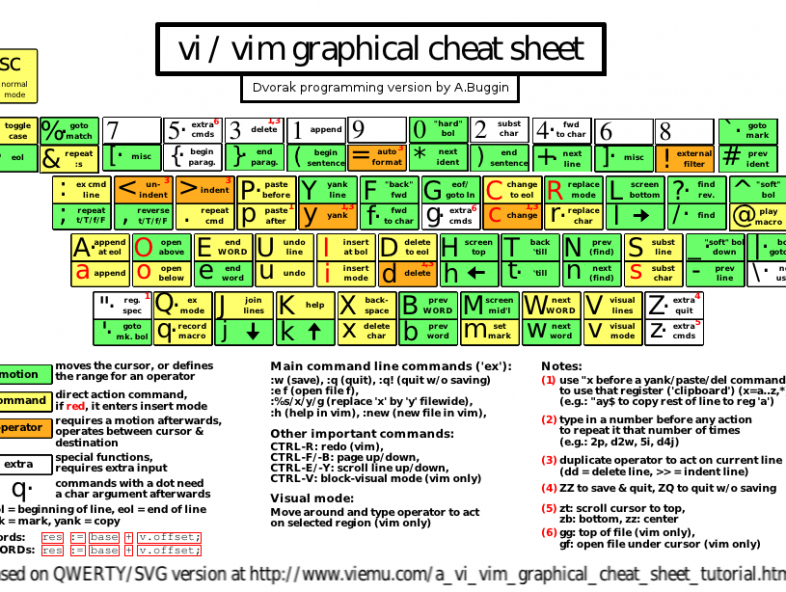 vi / vim graphical cheat sheet
Dvorak programming version by A.Buggin
sc
normal
mode
toggle
case
eol
% goto match
& repeat :s
7
[· misc
5· extra cmds 6
{· begin parag.
3 delete 1,3
}· end parag.
1 append
( begin sentence
9
= auto format 3
0 "hard" bol
* next ident
2 subst char
) end sentence
4· fwd to char
+ next line
6
]· misc
8
! external filter
`· goto mark
# prev ident
: ex cmd line
; repeat t/T/f/F
< un-indent 3
, reverse t/T/f/F
> indent 3
. repeat cmd
P· paste before
p paste after 1
Y yank line
y yank 1,3
F "back" fwd
f· fwd to char
G eof/ goto ln
g· extra cmds 6
C change to eol
c change 1,3
R replace mode
r· replace char
L screen bottom
l →
?· find rev.
/· find
^ "soft" bol
@ play macro
A append at eol
a append
O open above
o open below
E end WORD
e end word
U undo line
u undo
I insert at bol
i insert mode
D delete to eol
d delete 1,3
H screen top
h ←
T back 'till
t· 'till
N prev (find)
n next (find)
S subst line
s subst char
_ "soft" bol down
- prev line
|
\·
"· reg. spec 1
'· goto mk. bol
Q· ex mode
q· record macro
J join lines
j ↓
K help
k ↑
X back-space
x delete char
B prev WORD
b prev word
M screen mid'l
m set mark
W next WORD
w next word
V visual lines
v visual mode
Z· extra quit 4
z· extra cmds 5
motion
moves the cursor, or defines
the range for an operator
ommand
direct action command,
if red, it enters insert mode
perator
requires a motion afterwards,
operates between cursor &
destination
extra
special functions,
requires extra input
q·
commands with a dot need
a char argument afterwards
ol = beginning of line, eol = end of line
k = mark, yank = copy
ords: res := base + v.offset;
ORDs: res := base + v.offset;
Main command line commands ('ex'):
:w (save), :q (quit), :q! (quit w/o saving)
:e f (open file f),
:%s/x/y/g (replace 'x' by 'y' filewide),
:h (help in vim), :new (new file in vim),
Other important commands:
CTRL-R: redo (vim),
CTRL-F/-B: page up/down,
CTRL-E/-Y: scroll line up/down,
CTRL-V: block-visual mode (vim only)
Visual mode:
Move around and type operator to act
on selected region (vim only)
Notes:
(1) use "x before a yank/paste/del command
to use that register ('clipboard') (x=a..z,*
(e.g.: "ay$ to copy rest of line to reg 'a')
(2) type in a number before any action
to repeat it that number of times
(e.g.: 2p, d2w, 5i, d4j)
(3) duplicate operator to act on current line
(dd = delete line, >> = indent line)
(4) ZZ to save & quit, ZQ to quit w/o saving
(5) zt: scroll cursor to top,
zb: bottom, zz: center
(6) gg: top of file (vim only),
gf: open file under cursor (vim only)
ased on QWERTY/SVG version at http://www.viemu.com/a_vi_vim_graphical_cheat_sheet_tutorial.htm